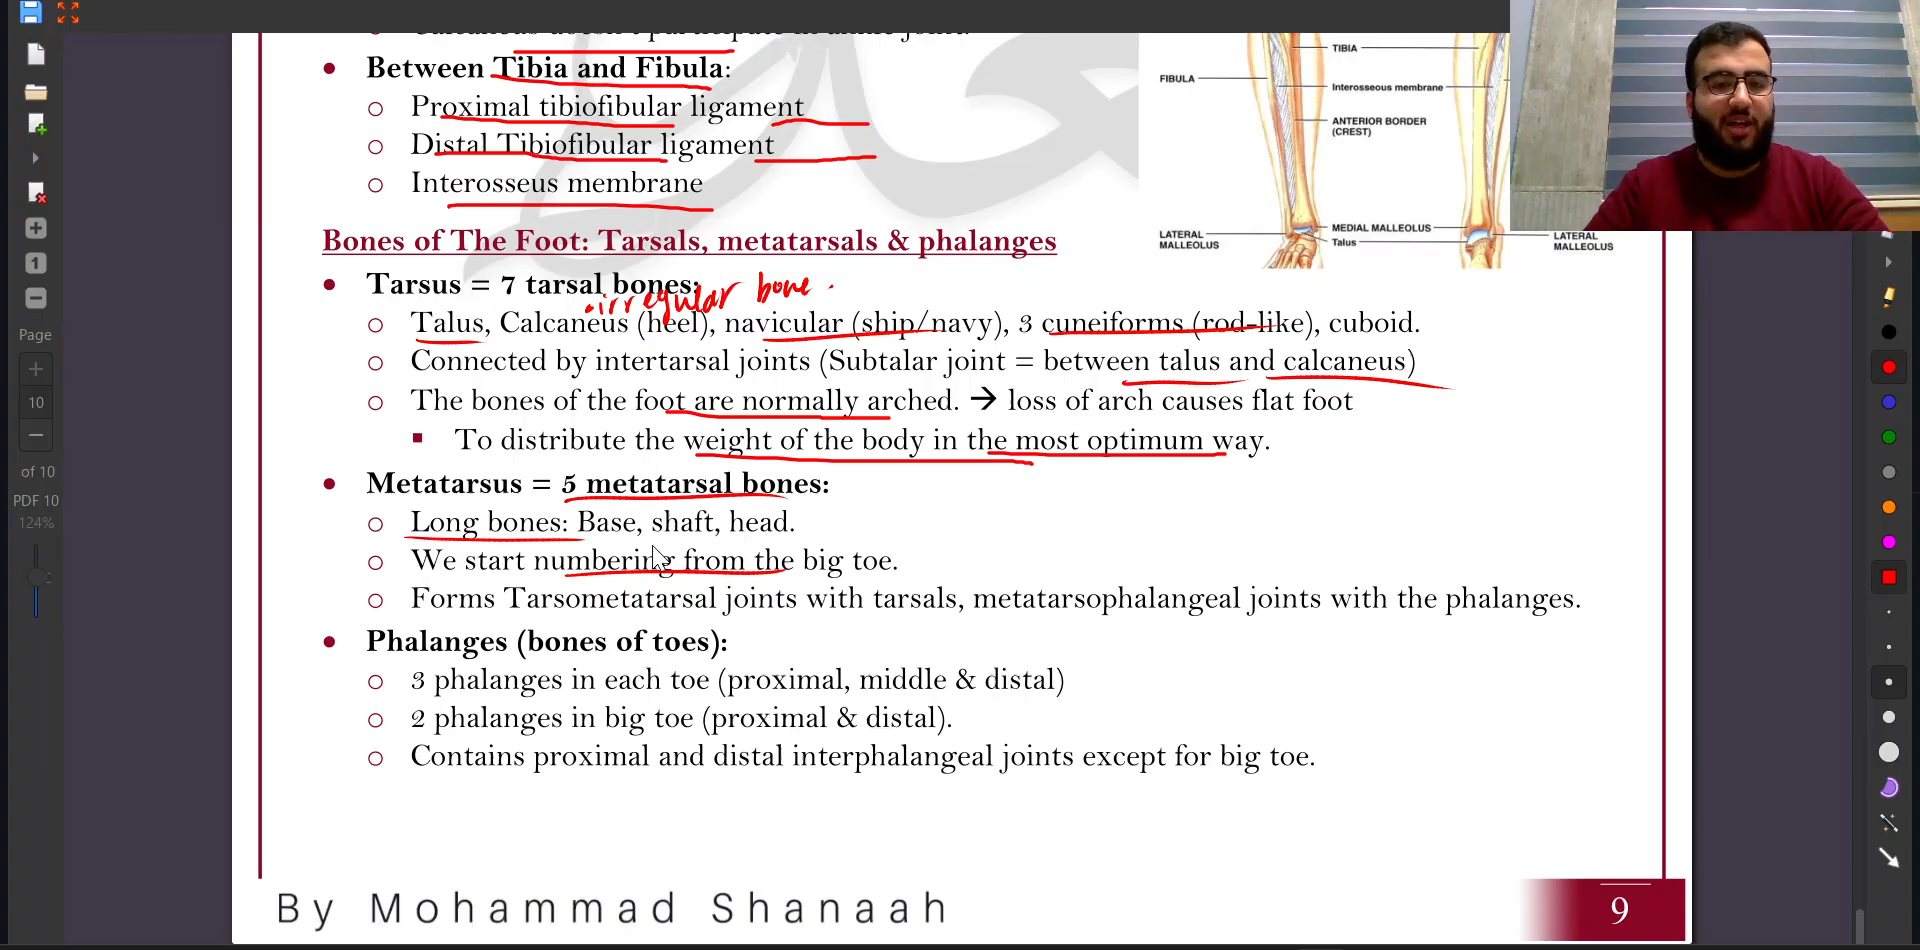 Between Tibia and Fibula:
Proximal tibiofibular ligament
Distal Tibiofibular ligament
Interosseus membrane
Bones of The Foot: Tarsals, metatarsals & phalanges
Tarsus = 7 tarsal bones:
irregular bone
Talus, Calcaneus (heel), navicular (ship/navy), 3 cuneiforms (rod-like), cuboid.
Connected by intertarsal joints (Subtalar joint = between talus and calcaneus)
The bones of the foot are normally arched. → loss of arch causes flat foot
To distribute the weight of the body in the most optimum way.
Metatarsus = 5 metatarsal bones:
Long bones: Base, shaft, head.
We start numbering from the big toe.
Forms Tarsometatarsal joints with tarsals, metatarsophalangeal joints with the phalanges.
Phalanges (bones of toes):
3 phalanges in each toe (proximal, middle & distal)
2 phalanges in big toe (proximal & distal).
Contains proximal and distal interphalangeal joints except for big toe.
By Mohammad Shanaah
9
TIBIA
FIBULA
Interosseous membrane
ANTERIOR BORDER
(CREST)
LATERAL
MALLEOLUS
MEDIAL MALLEOLUS
Talus
LATERAL
MALLEOLUS
1
Page
10
of 10
PDF 10
124%